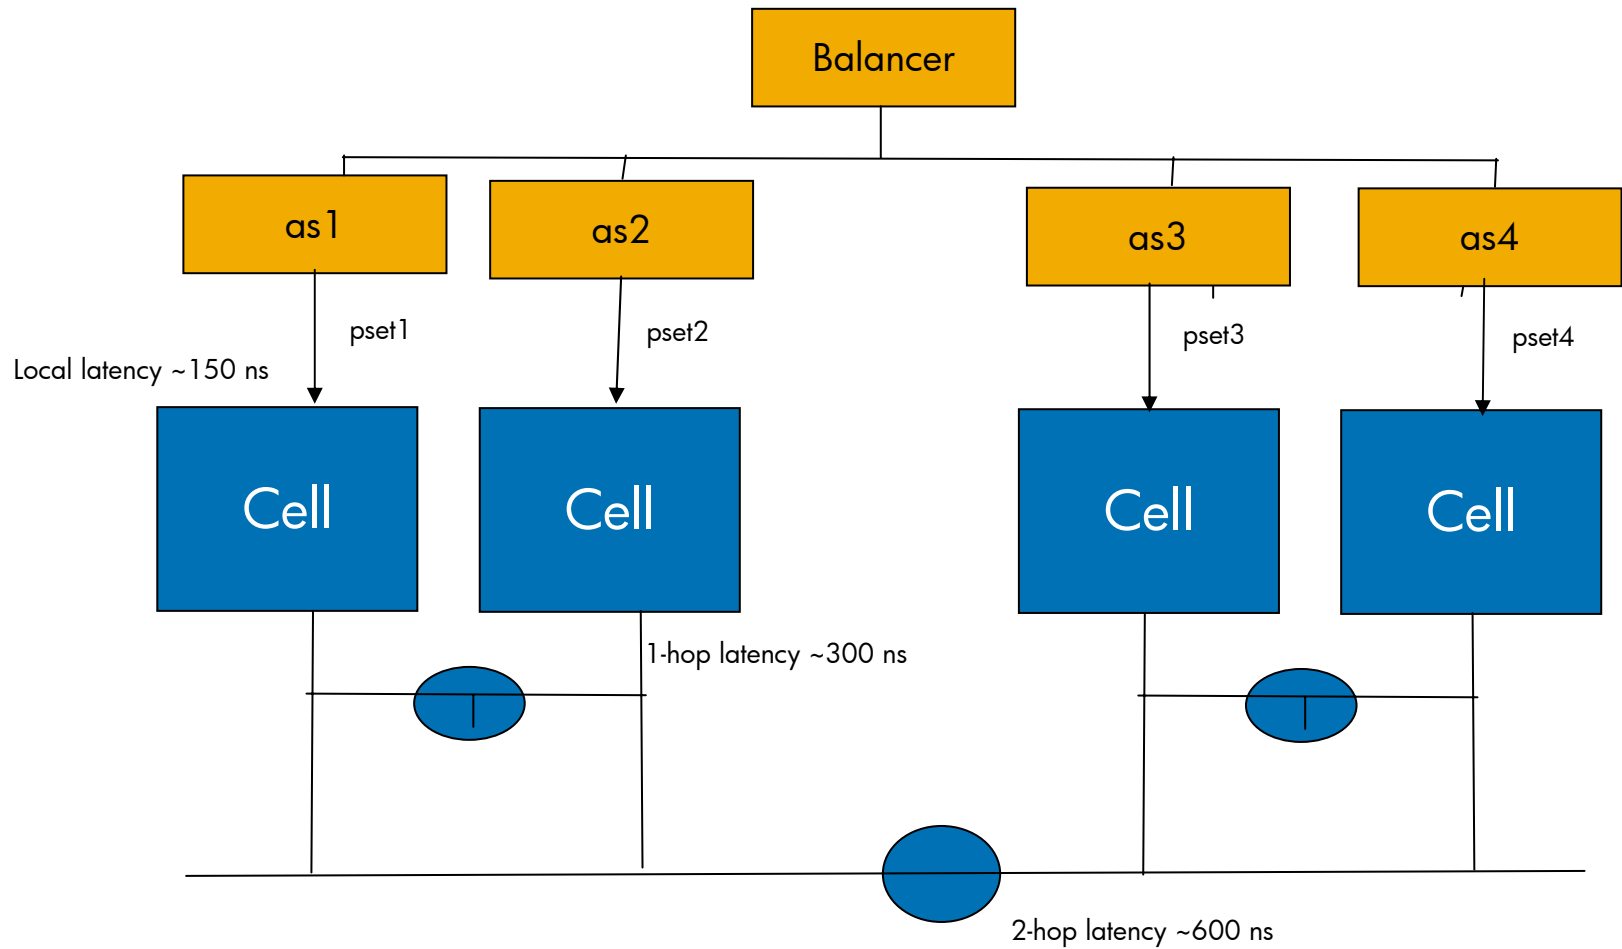 Balancer
as1
as2
as3
as4
pset1
pset2
pset3
pset4
Local latency ~150 ns
Cell
Cell
Cell
Cell
1-hop latency ~300 ns
2-hop latency ~600 ns